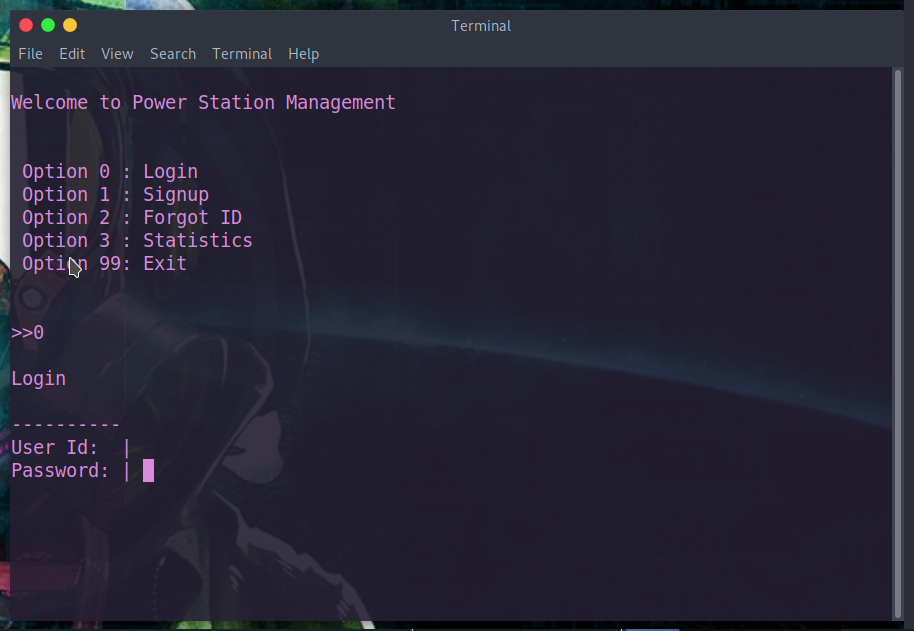 Terminal
File Edit View Search Terminal Help
Welcome to Power Station Management
Option 0 : Login
Option 1 : Signup
Option 2 : Forgot ID
Option 3 : Statistics
Option 99: Exit
>>0
Login
----------
User Id:  |
Password: |